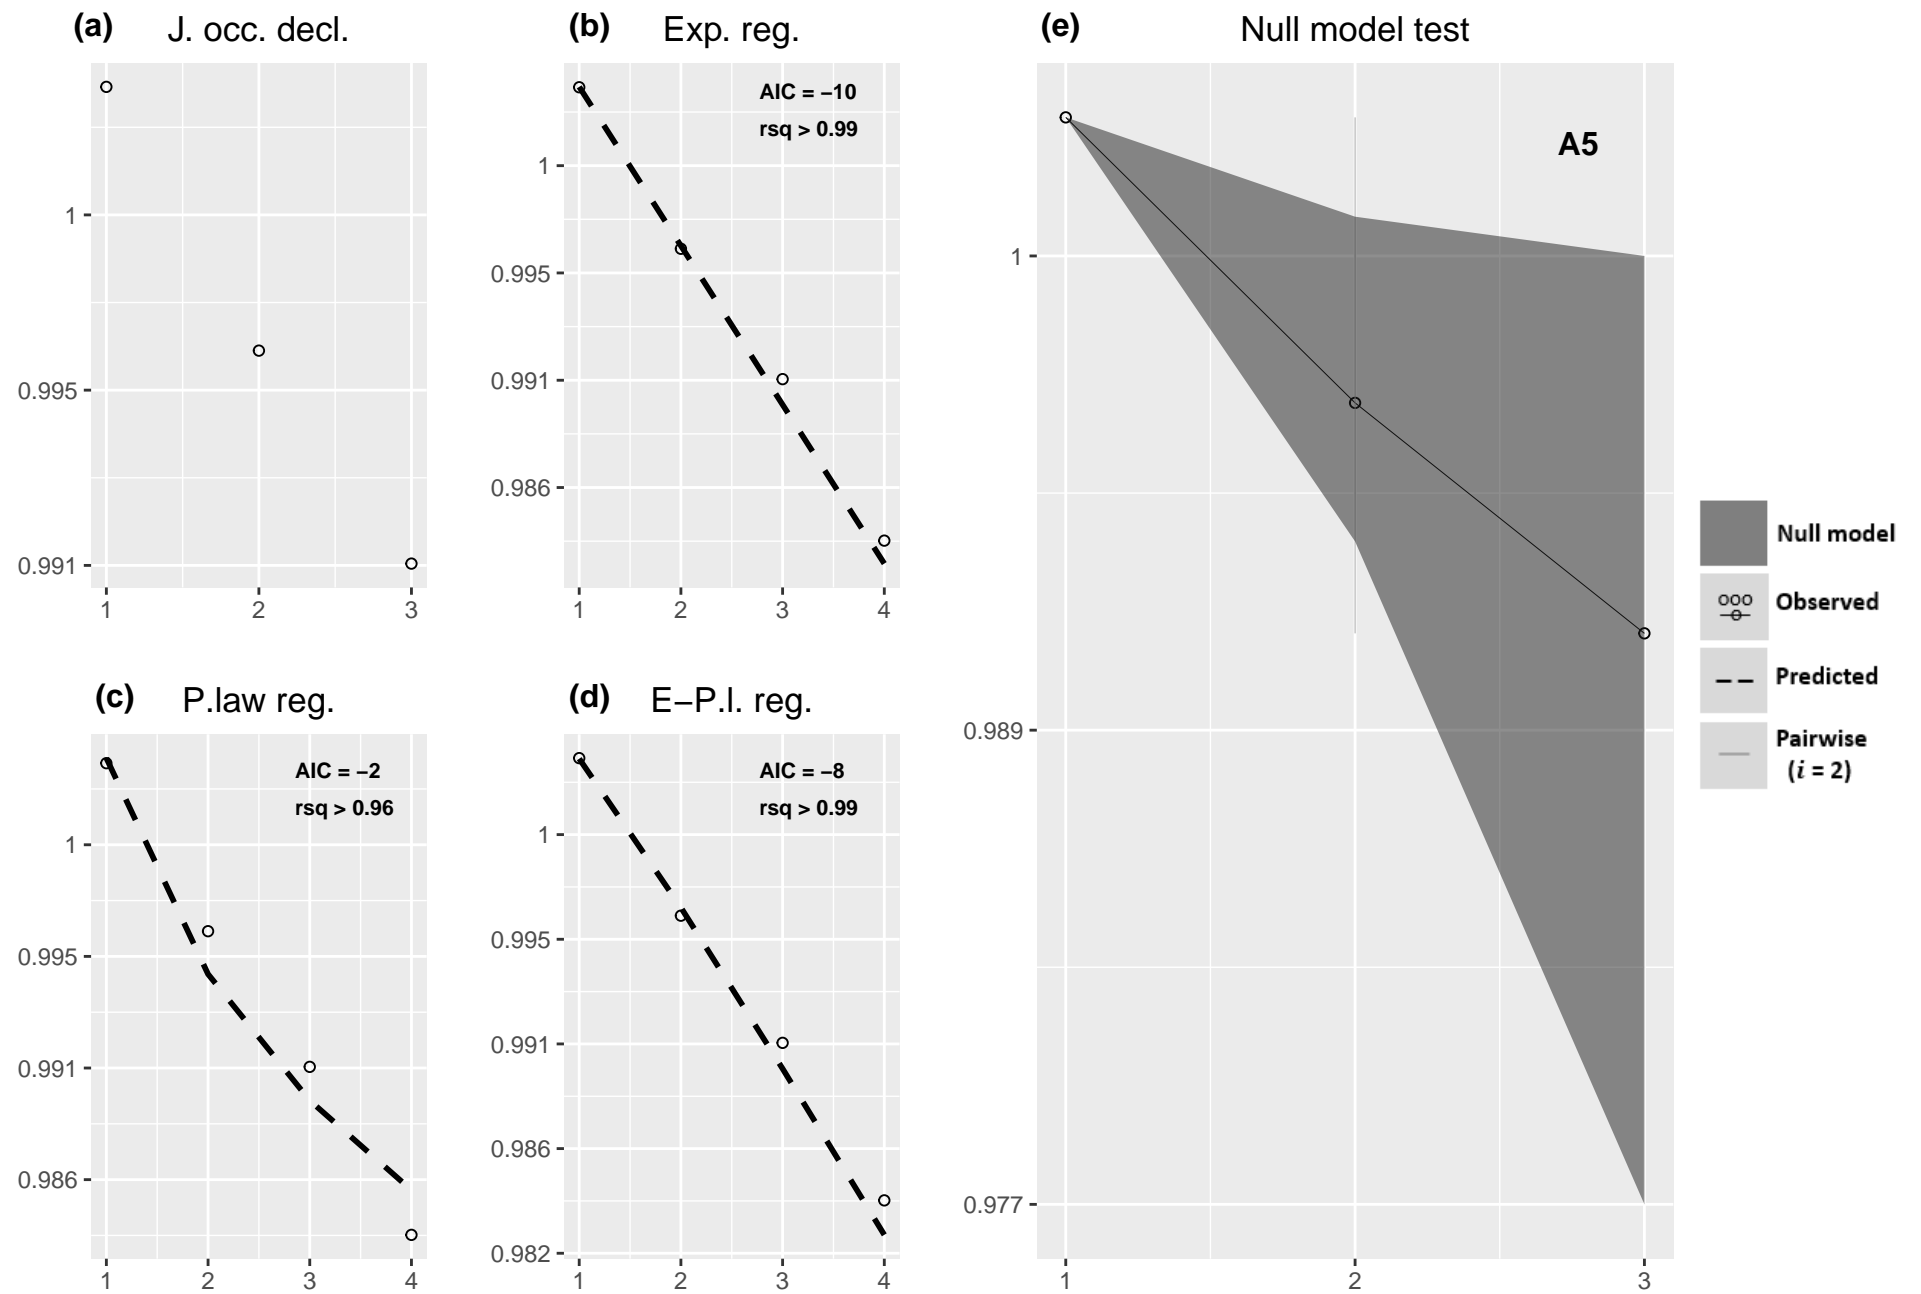 (a) J. occ. decl.
1
0.995
0.991
1 2 3
(b) Exp. reg.
AIC = −10
rsq > 0.99
1
0.995
0.991
0.986
1 2 3 4
(c) P.law reg.
AIC = −2
rsq > 0.96
1
0.995
0.991
0.986
1 2 3 4
(d) E−P.l. reg.
AIC = −8
rsq > 0.99
1
0.995
0.991
0.986
0.982
1 2 3 4
(e) Null model test
A5
1
0.989
0.977
1 2 3
Null model
Observed
Predicted
Pairwise
(i = 2)